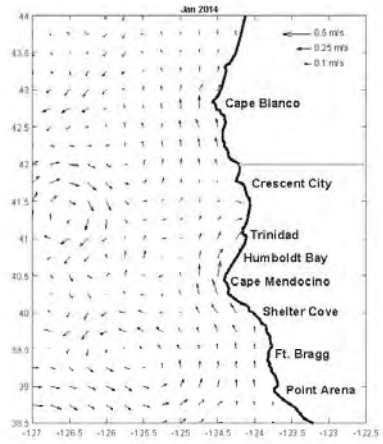 Jan 2014
44
43.5
43
42.5
42
41.5
41
40.5
40
39.5
39
38.5
0.5 m/s
0.25 m/s
0.1 m/s
Cape Blanco
Crescent City
Trinidad
Humboldt Bay
Cape Mendocino
Shelter Cove
Ft. Bragg
Point Arena
-127 -126.5 -126 -125.5 -125 -124.5 -124 -123.5 -123 -122.5